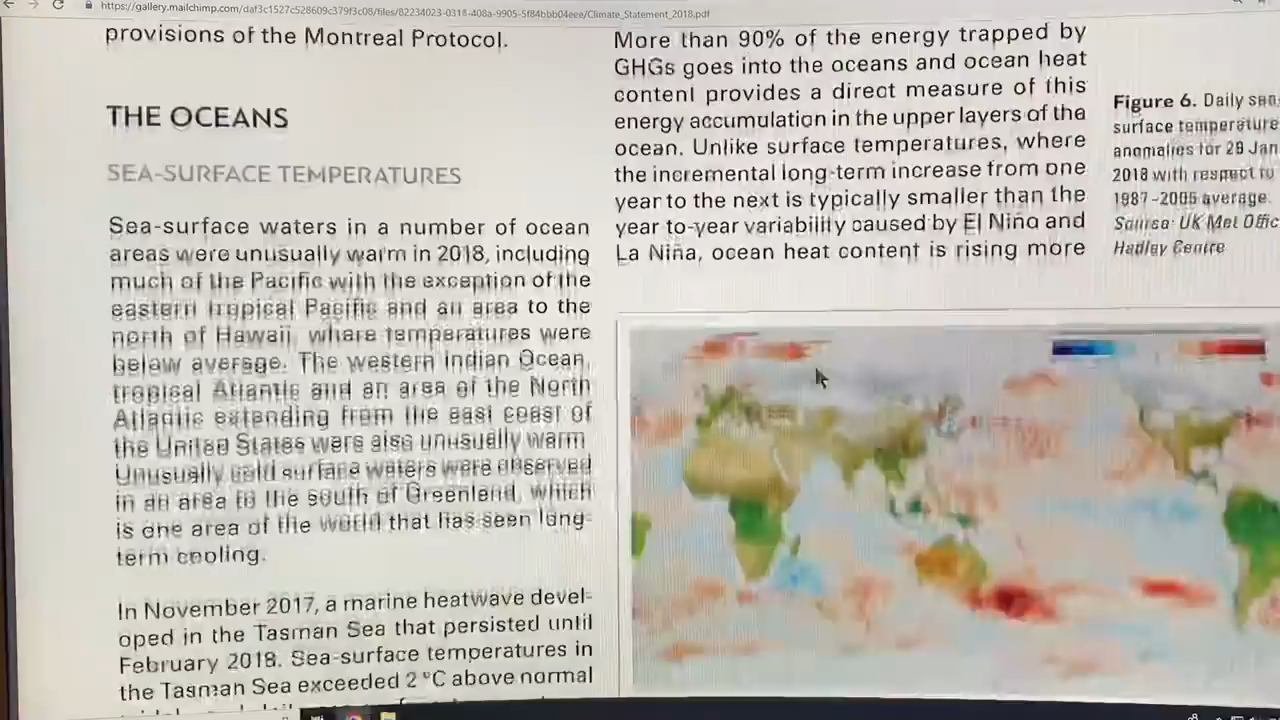 https://gallery.mailchimp.com/daf3c1527c528609c379f3c08/files/82234023-0318-408a-9905-5f84bbb04eee/Climate_Statement_2018.pdf
provisions of the Montreal Protocol.
THE OCEANS
SEA-SURFACE TEMPERATURES
Sea-surface waters in a number of ocean
areas were unusually warm in 2018, including
much of the Pacific with the exception of the
eastern tropical Pacific and an area to the
north of Hawaii, where temperatures were
below average. The western Indian Ocean,
tropical Atlantic and an area of the North
Atlantic extending from the east coast of
the United States were also unusually warm.
Unusually cold surface waters were observed
in an area to the south of Greenland, which
is one area of the world that has seen long-
term cooling.
In November 2017, a marine heatwave devel-
oped in the Tasman Sea that persisted until
February 2018. Sea-surface temperatures in
the Tasman Sea exceeded 2 °C above normal
More than 90% of the energy trapped by
GHGs goes into the oceans and ocean heat
content provides a direct measure of this
energy accumulation in the upper layers of the
ocean. Unlike surface temperatures, where
the incremental long-term increase from one
year to the next is typically smaller than the
year-to-year variability caused by El Niño and
La Niña, ocean heat content is rising more
Figure 6. Daily sea-
surface temperature
anomalies for 29 Jan
2018 with respect to
1987–2005 average.
Source: UK Met Offic
Hadley Centre